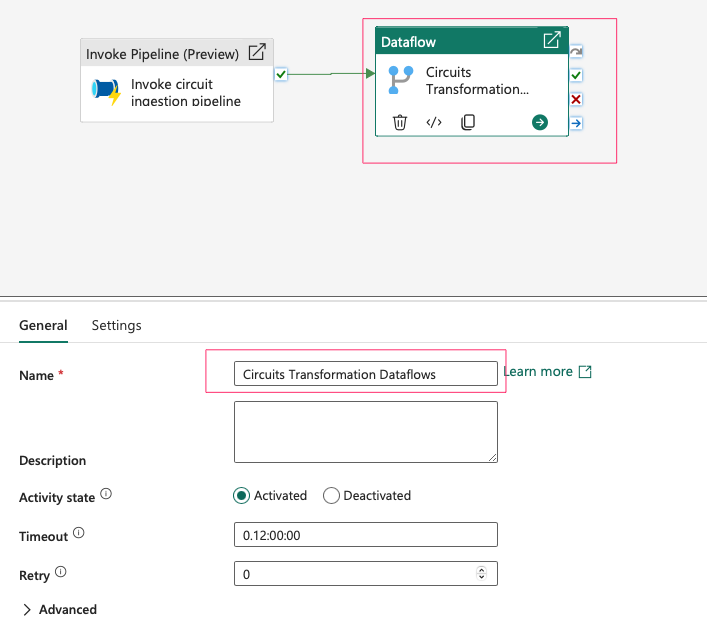 Invoke Pipeline (Preview)
Invoke circuit
ingestion pipeline
Dataflow
Circuits
Transformation...
</>
General
Settings
Name *
Circuits Transformation Dataflows
Learn more
Description
Activity state
Activated
Deactivated
Timeout
0.12:00:00
Retry
0
Advanced